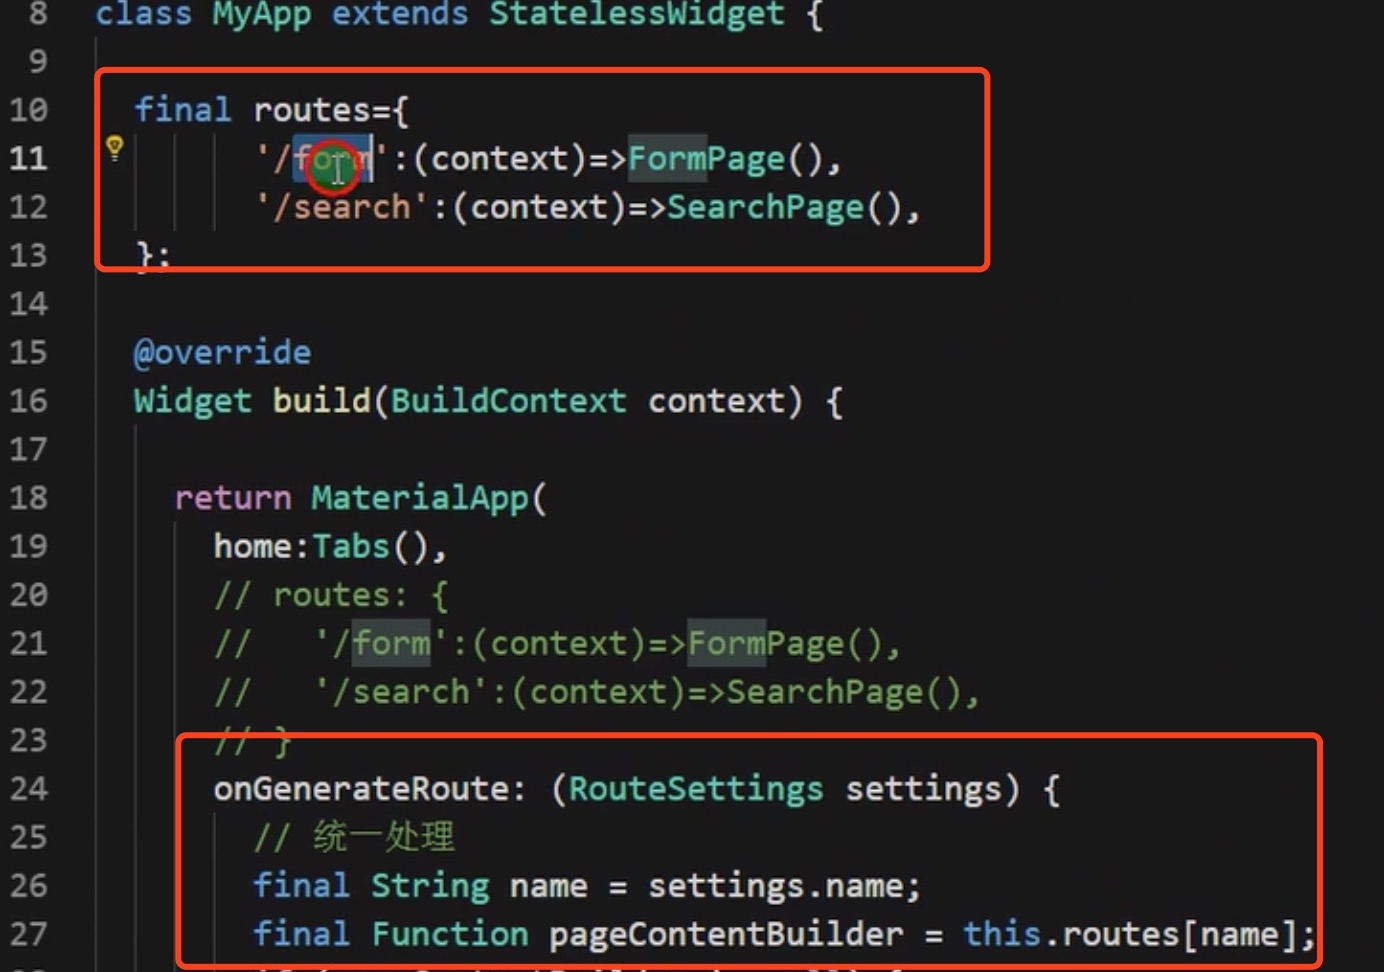 8 class MyApp extends StatelessWidget {
9
10 final routes={
11 '/form':(context)=>FormPage(),
12 '/search':(context)=>SearchPage(),
13 };
14
15 @override
16 Widget build(BuildContext context) {
17
18 return MaterialApp(
19 home:Tabs(),
20 // routes: {
21 //   '/form':(context)=>FormPage(),
22 //   '/search':(context)=>SearchPage(),
23 // }
24 onGenerateRoute: (RouteSettings settings) {
25 // 统一处理
26 final String name = settings.name;
27 final Function pageContentBuilder = this.routes[name];